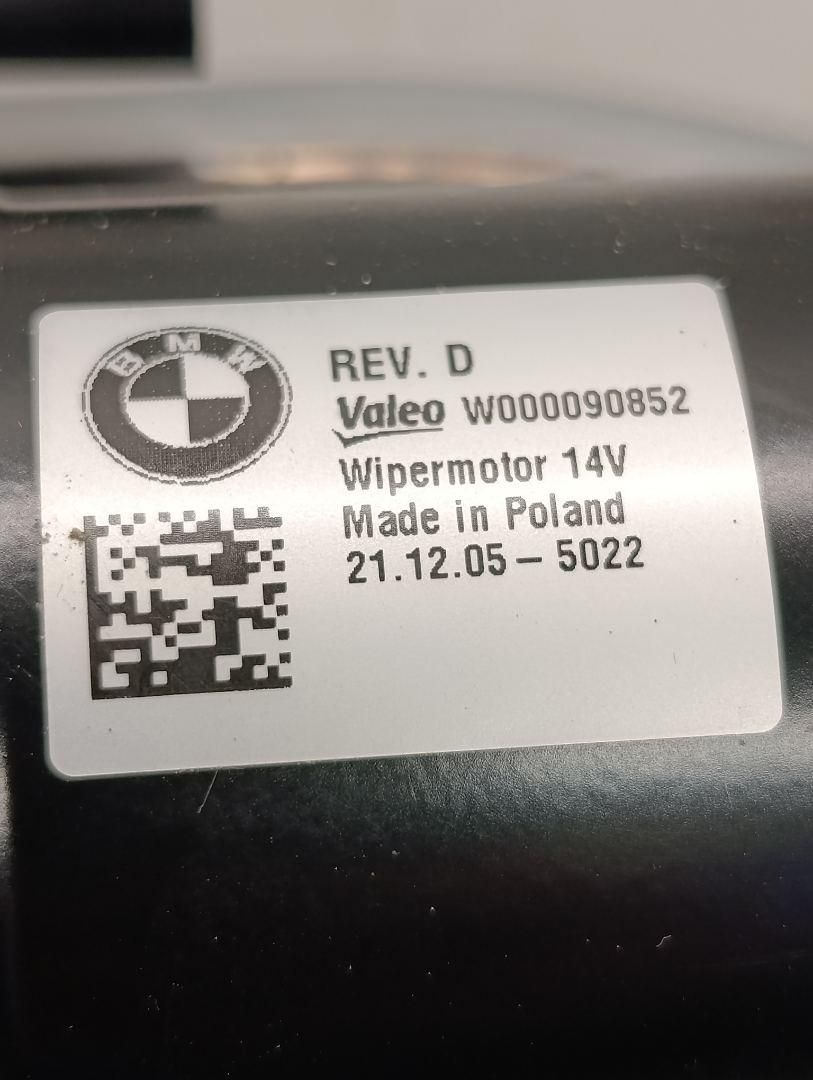 BMW
REV. D
Valeo W000090852
Wipermotor 14V
Made in Poland
21.12.05 – 5022